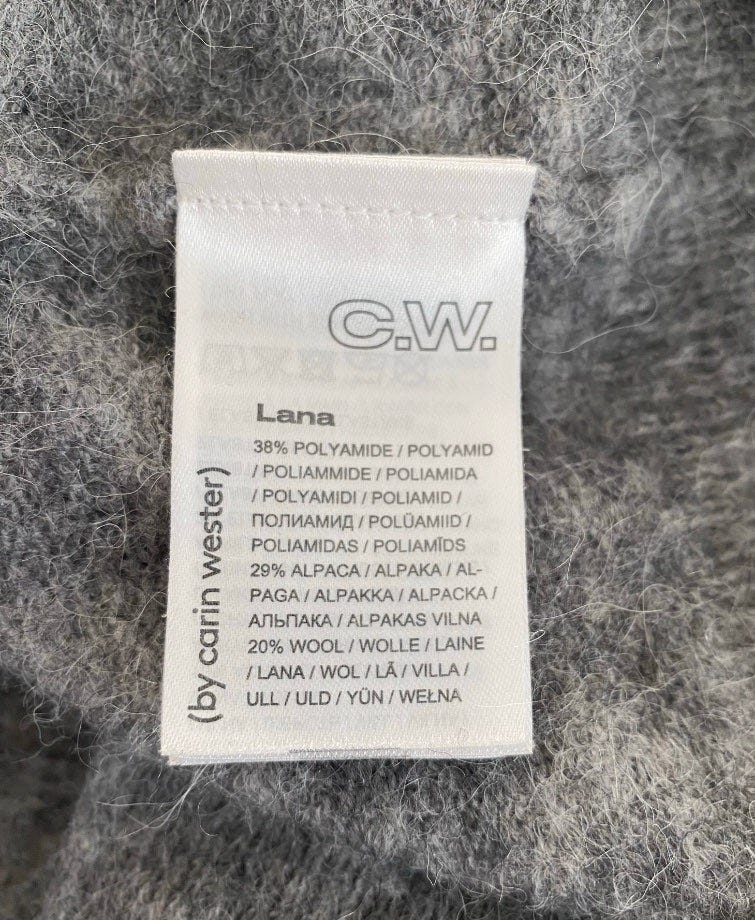 C.W.
Lana
38% POLYAMIDE / POLYAMID
/ POLIAMMIDE / POLIAMIDA
/ POLYAMIDI / POLIAMID /
ПОЛИАМИД / POLÜAMIID /
POLIAMIDAS / POLIAMĪDS
29% ALPACA / ALPAKA / AL-
PAGA / ALPAKKA / ALPACKA /
АЛЬПАКА / ALPAKAS VILNA
20% WOOL / WOLLE / LAINE
/ LANA / WOL / LÃ / VILLA /
ULL / ULD / YÜN / WEŁNA
(by carin wester)